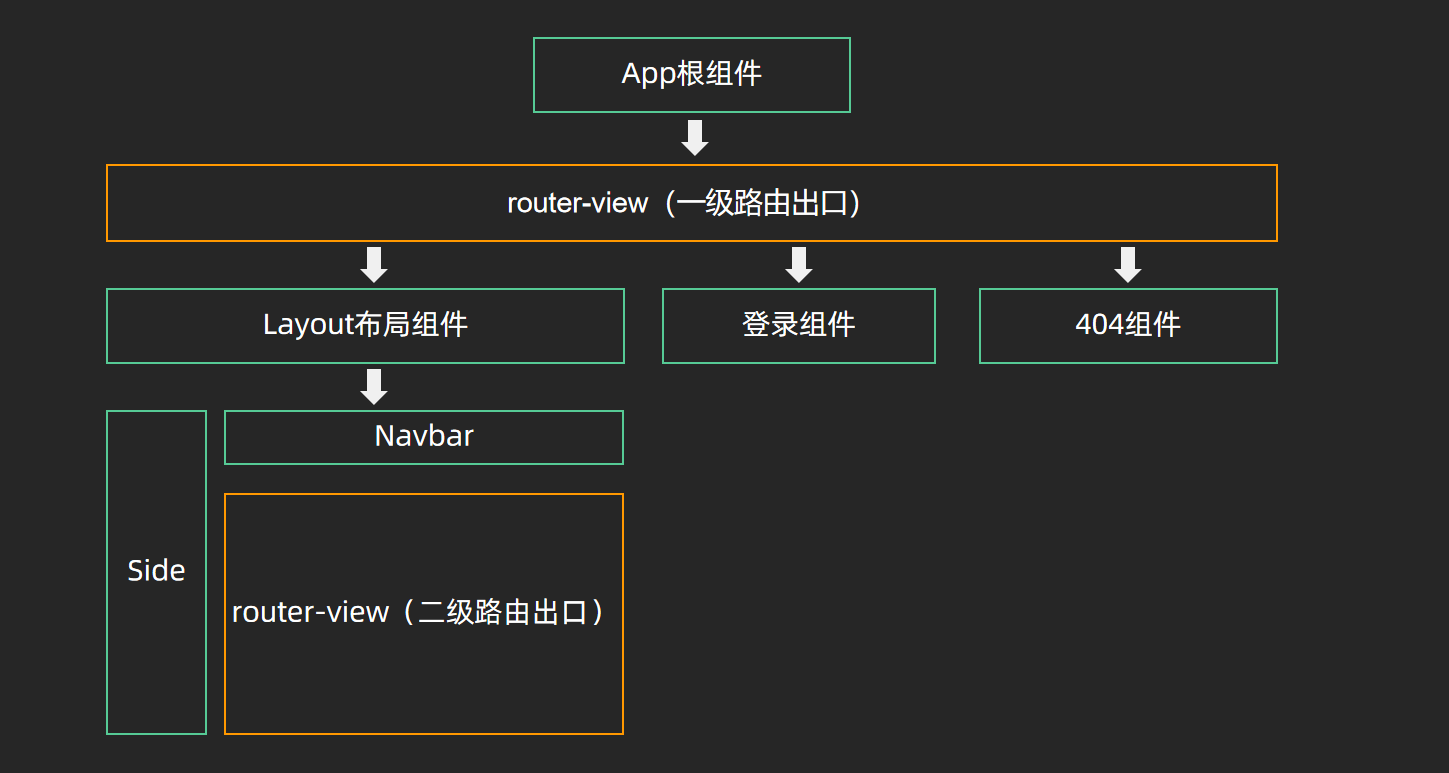 App根组件
router-view（一级路由出口）
Layout布局组件
登录组件
404组件
Navbar
Side
router-view（二级路由出口）